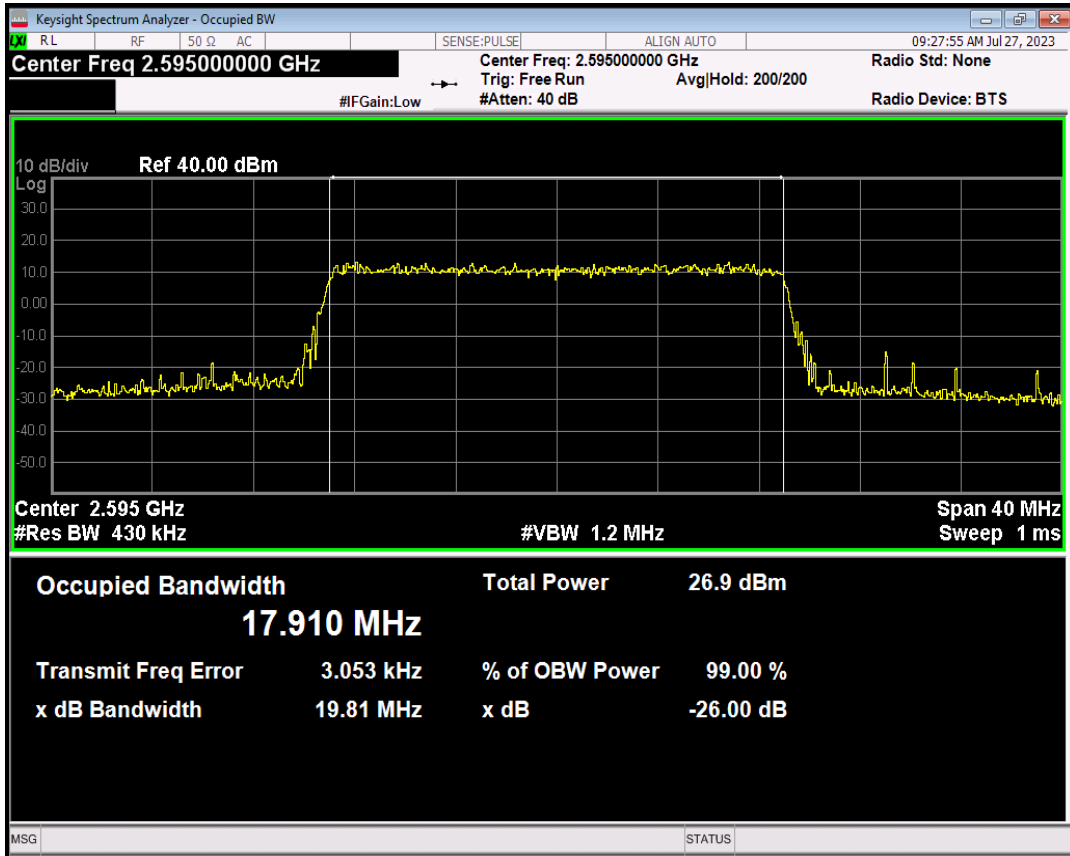 Keysight Spectrum Analyzer - Occupied BW
LXI RL RF 50 Ω AC SENSE:PULSE ALIGN AUTO 09:27:55 AM Jul 27, 2023
Center Freq 2.595000000 GHz Center Freq: 2.595000000 GHz Radio Std: None
Trig: Free Run Avg|Hold: 200/200
#IFGain:Low #Atten: 40 dB Radio Device: BTS
10 dB/div Ref 40.00 dBm
Log
30.0
20.0
10.0
0.00
-10.0
-20.0
-30.0
-40.0
-50.0
Center 2.595 GHz Span 40 MHz
#Res BW 430 kHz #VBW 1.2 MHz Sweep 1 ms
Occupied Bandwidth Total Power 26.9 dBm
17.910 MHz
Transmit Freq Error 3.053 kHz % of OBW Power 99.00 %
x dB Bandwidth 19.81 MHz x dB -26.00 dB
MSG STATUS